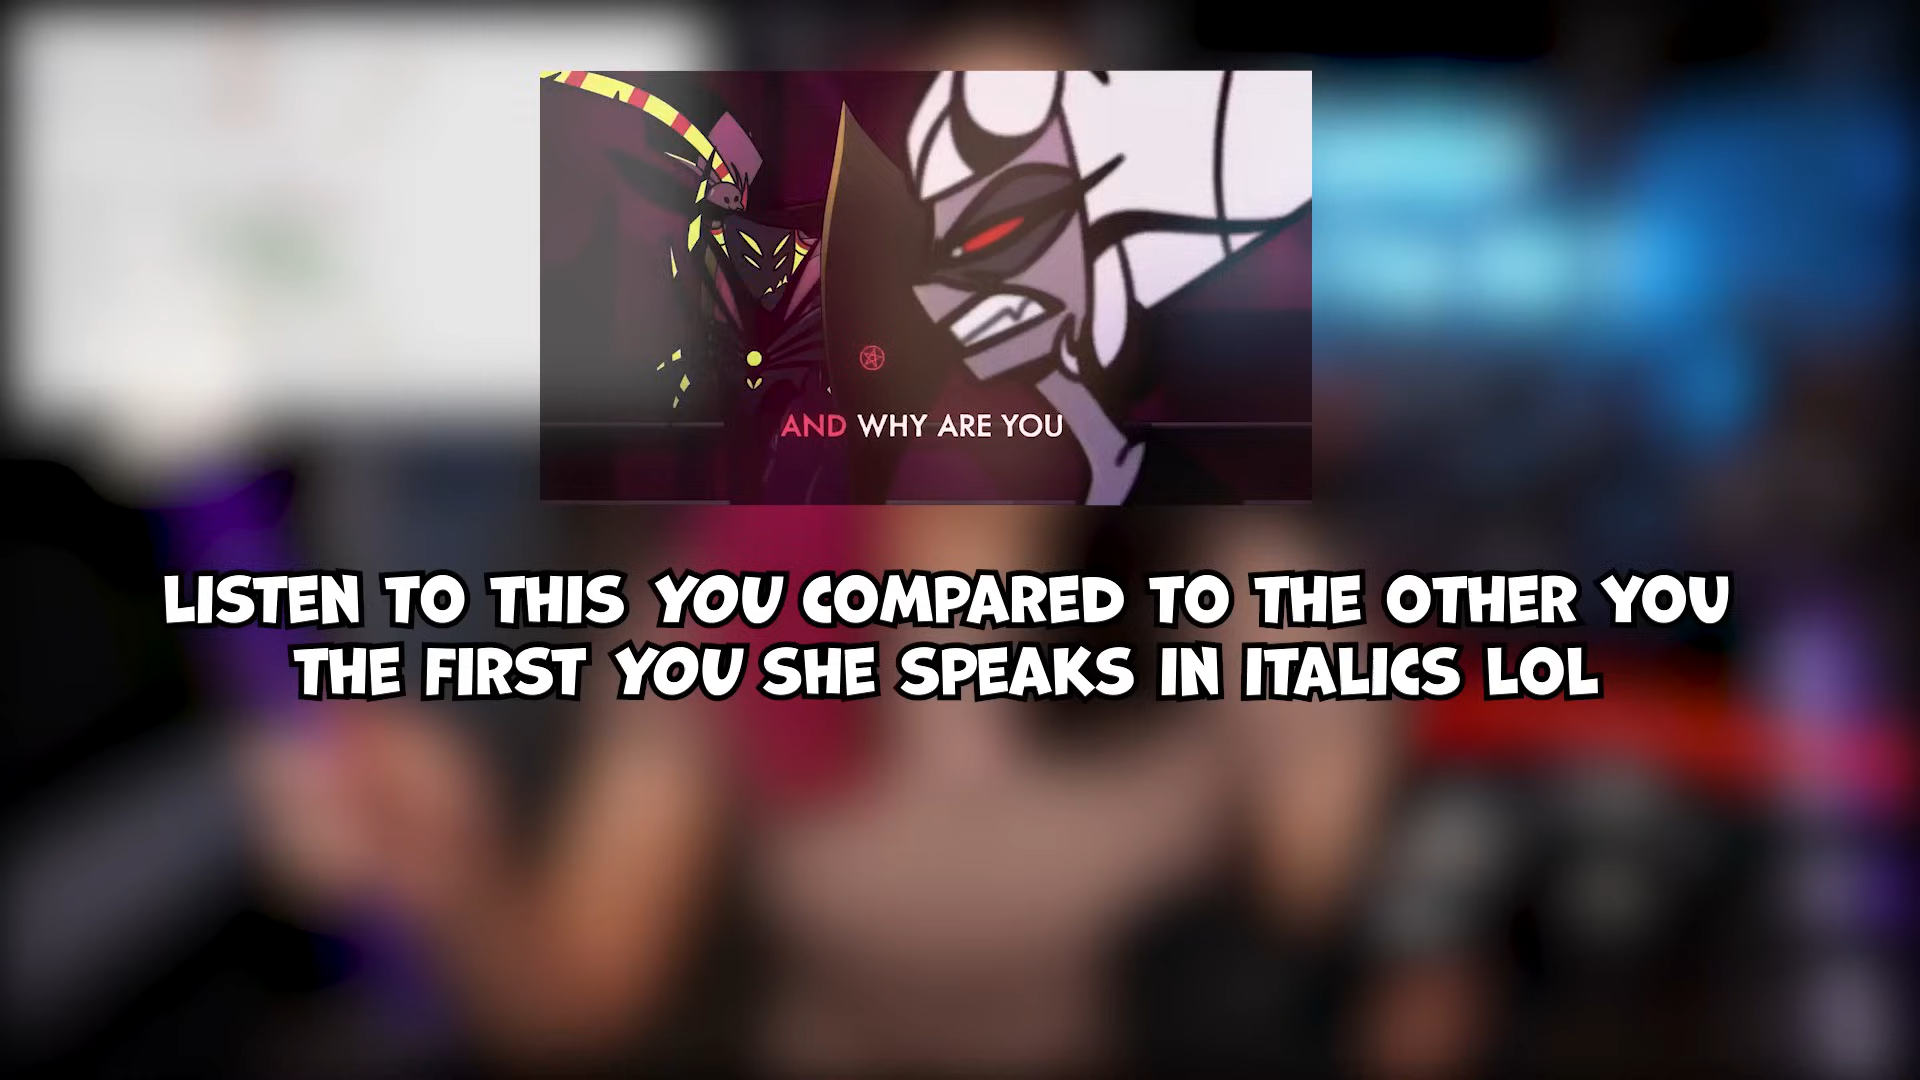 AND WHY ARE YOU
LISTEN TO THIS YOU COMPARED TO THE OTHER YOU
THE FIRST YOU SHE SPEAKS IN ITALICS LOL